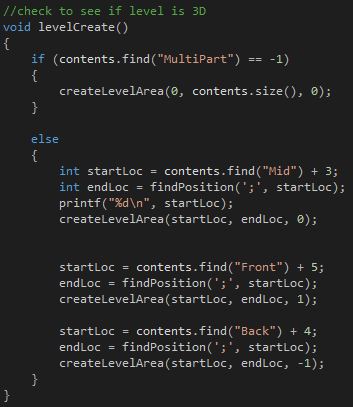 //check to see if level is 3D
void levelCreate()
{
    if (contents.find("MultiPart") == -1)
    {
        createLevelArea(0, contents.size(), 0);
    }

    else
    {
        int startLoc = contents.find("Mid") + 3;
        int endLoc = findPosition(';', startLoc);
        printf("%d\n", startLoc);
        createLevelArea(startLoc, endLoc, 0);


        startLoc = contents.find("Front") + 5;
        endLoc = findPosition(';', startLoc);
        createLevelArea(startLoc, endLoc, 1);

        startLoc = contents.find("Back") + 4;
        endLoc = findPosition(';', startLoc);
        createLevelArea(startLoc, endLoc, -1);
    }
}